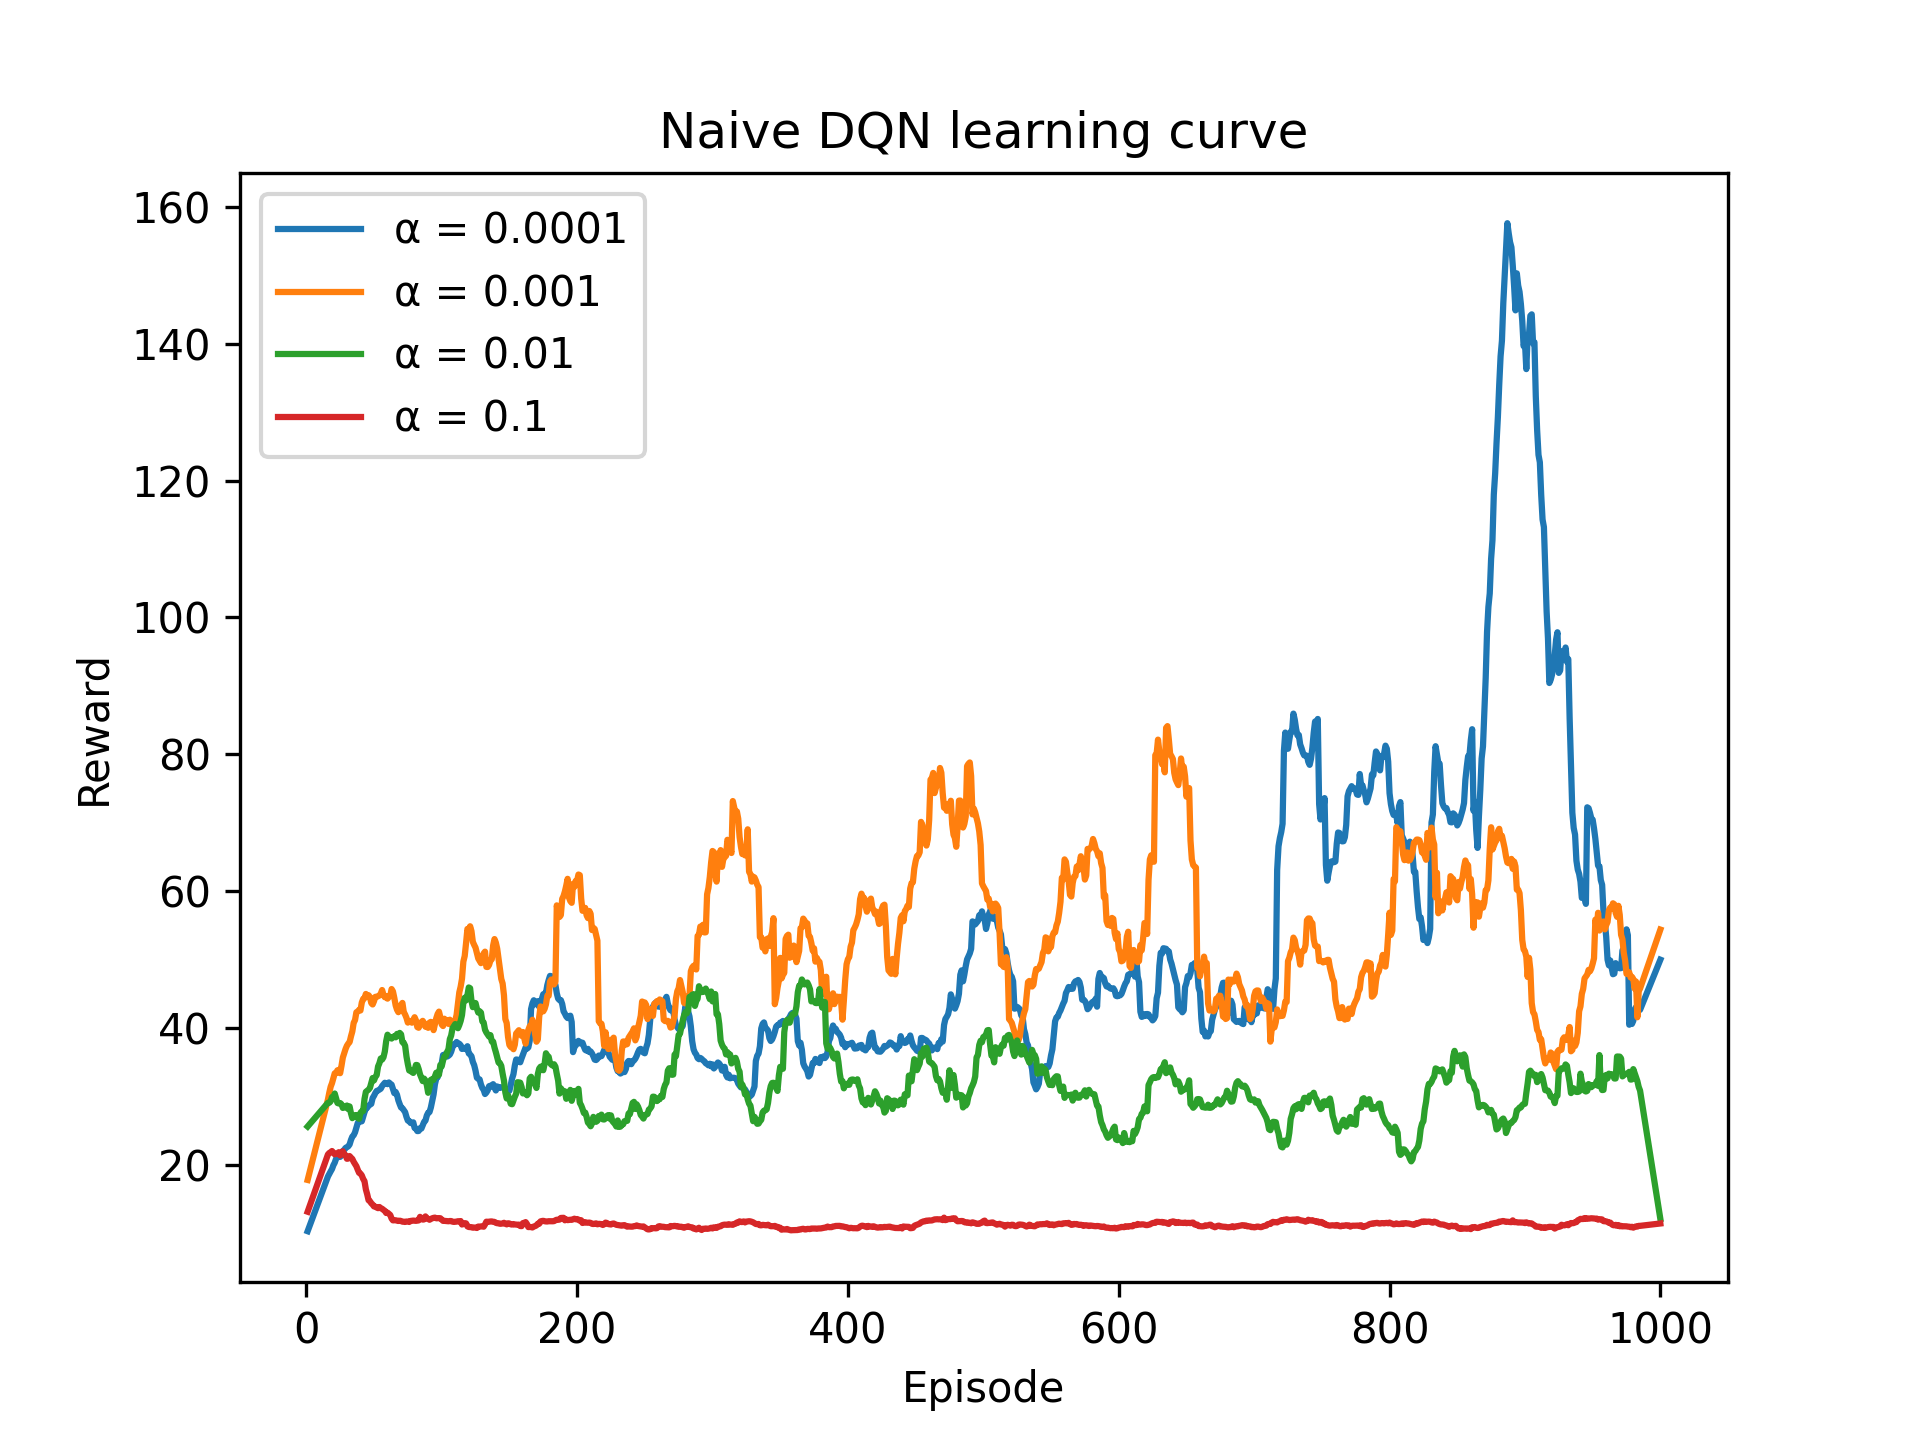 Naive DQN learning curve
α = 0.0001
α = 0.001
α = 0.01
α = 0.1
160
140
120
100
80
60
40
20
Reward
0 200 400 600 800 1000
Episode